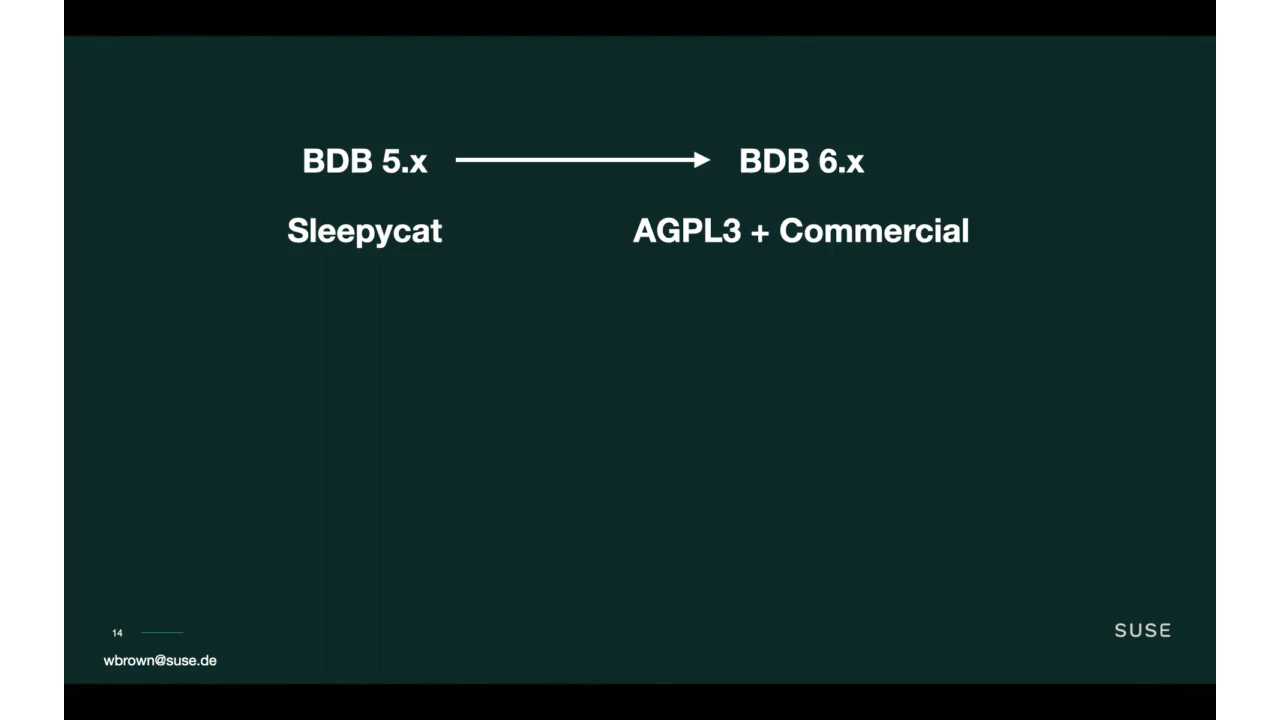 BDB 5.x BDB 6.x
Sleepycat AGPL3 + Commercial
14
SUSE
wbrown@suse.de